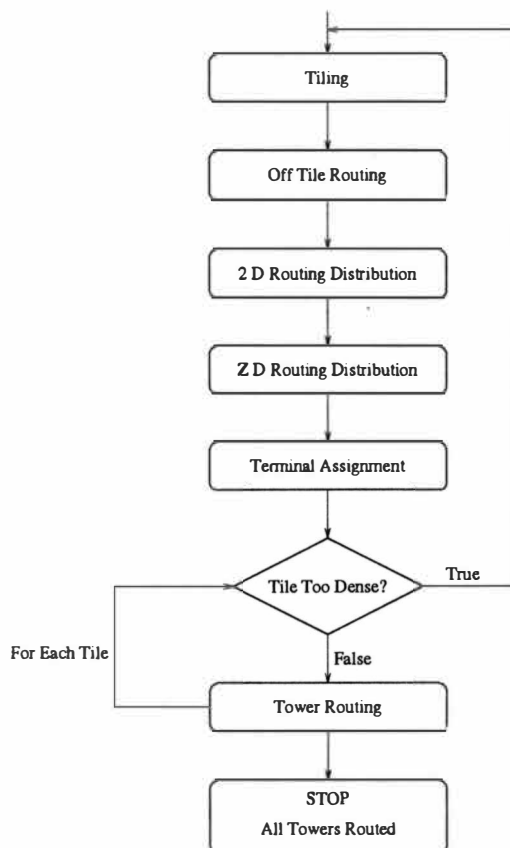 Tiling
Off Tile Routing
2 D Routing Distribution
Z D Routing Distribution
Terminal Assignment
Tile Too Dense?
True
For Each Tile
False
Tower Routing
STOP
All Towers Routed